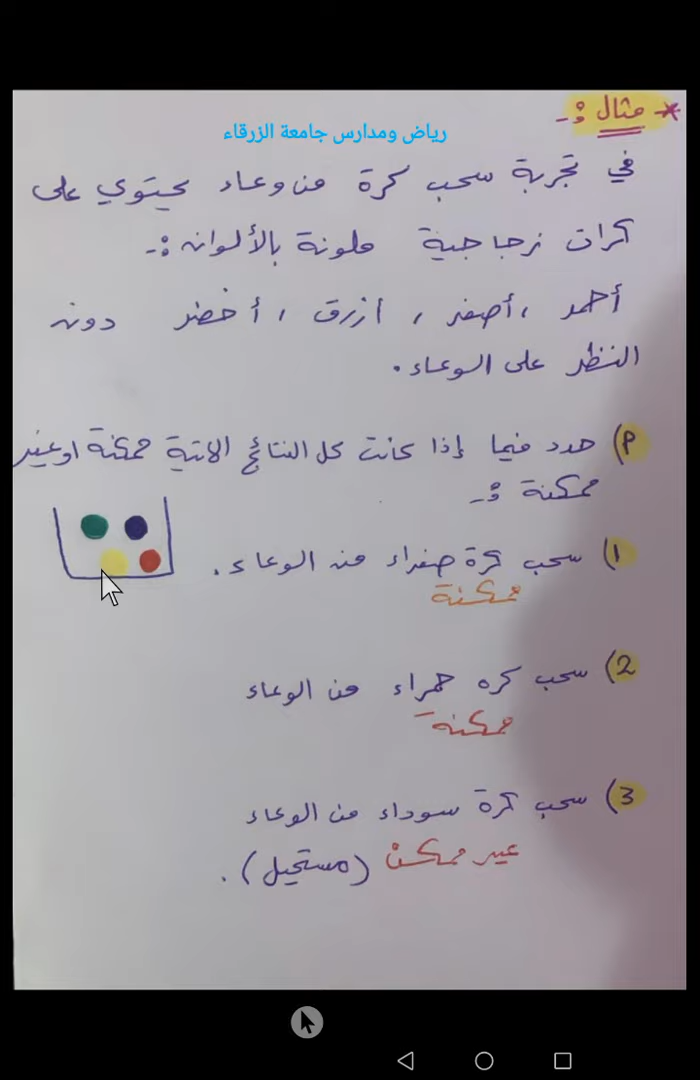 * مثال :-
رياض ومدارس جامعة الزرقاء
في تجربة سحب كرة من وعاء يحتوي على
كرات زجاجية ملونة بالألوان :-
أحمر ، أصفر ، أزرق ، أخضر دون
النظر على الوعاء .
P) حدد فيما إذا كانت كل النتائج الاتية ممكنة او غير
ممكنة :-
1) سحب كرة صفراء من الوعاء .
ممكنة
2) سحب كره حمراء من الوعاء
ممكنة
3) سحب كرة سوداء من الوعاء
غير ممكن (مستحيل) .